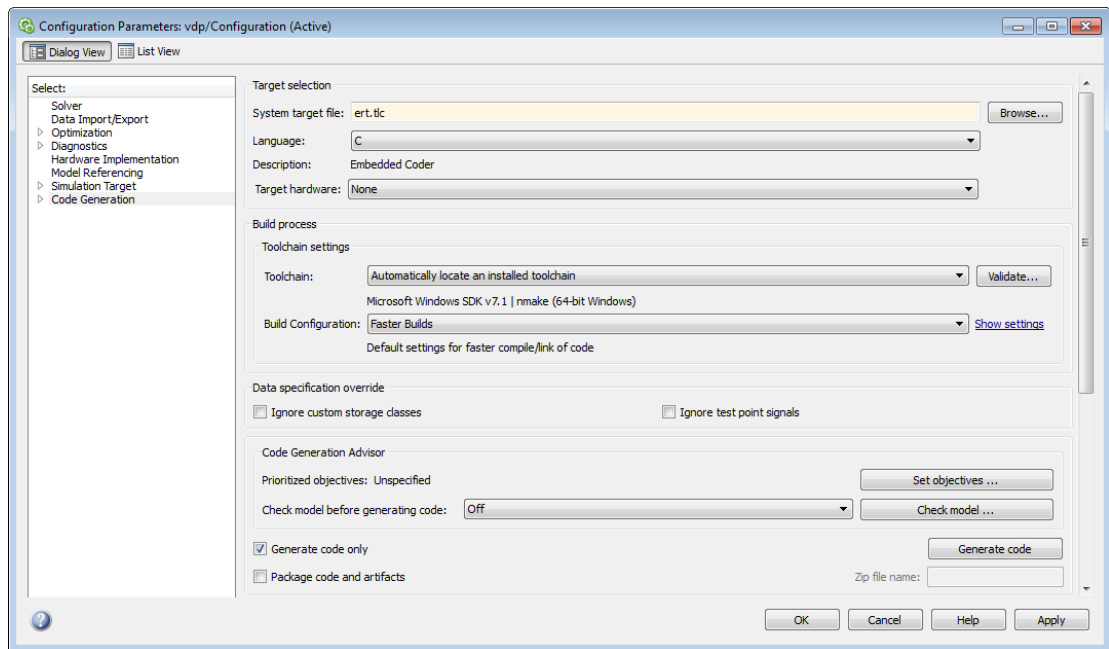 Configuration Parameters: vdp/Configuration (Active)
Dialog View List View
Select:
Solver
Data Import/Export
Optimization
Diagnostics
Hardware Implementation
Model Referencing
Simulation Target
Code Generation
Target selection
System target file: ert.tlc Browse...
Language: C
Description: Embedded Coder
Target hardware: None
Build process
Toolchain settings
Toolchain: Automatically locate an installed toolchain Validate...
Microsoft Windows SDK v7.1 | nmake (64-bit Windows)
Build Configuration: Faster Builds Show settings
Default settings for faster compile/link of code
Data specification override
Ignore custom storage classes Ignore test point signals
Code Generation Advisor
Prioritized objectives: Unspecified Set objectives ...
Check model before generating code: Off Check model ...
Generate code only Generate code
Package code and artifacts Zip file name:
OK Cancel Help Apply